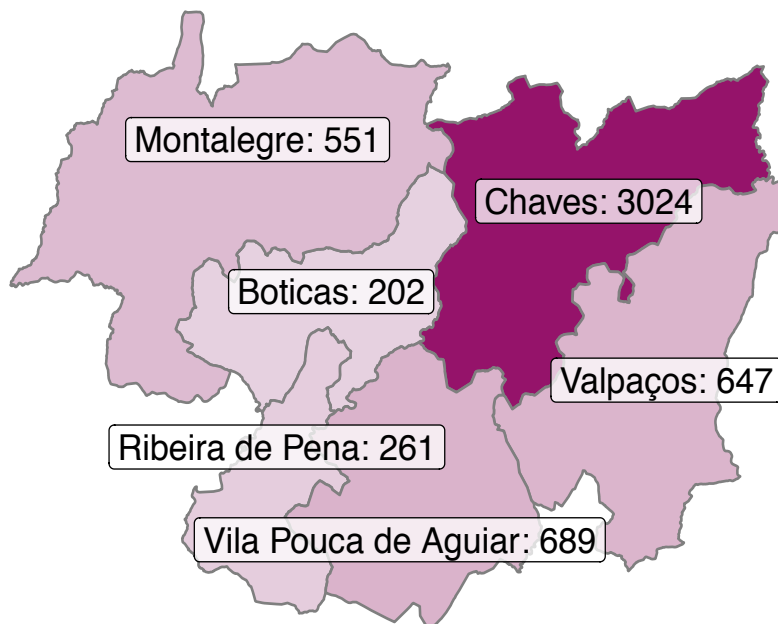 Montalegre: 551
Chaves: 3024
Boticas: 202
Valpaços: 647
Ribeira de Pena: 261
Vila Pouca de Aguiar: 689